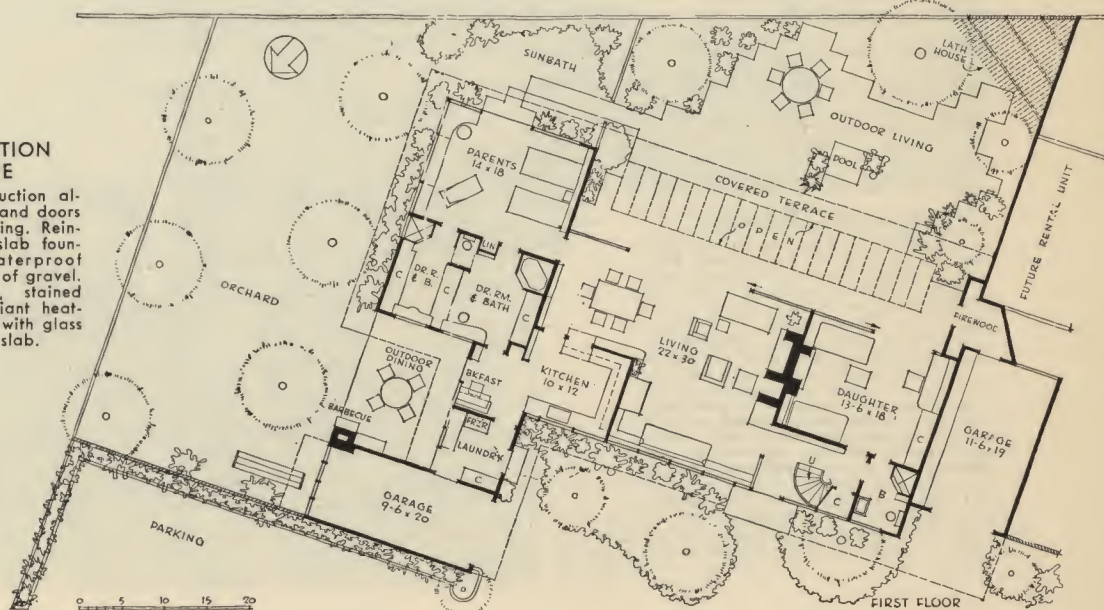 TION
E
uction al-
and doors
ing. Rein-
slab foun-
aterproof
of gravel.
stained
iant heat-
with glass
slab.
SUNBATH
LATH
HOUSE
OUTDOOR LIVING
POOL
COVERED TERRACE
OPEN
FUTURE RENTAL UNIT
PARENTS
14 x 18
LIN
C
DR. R.
& B.
C
DR. RM.
& BATH
C
ORCHARD
OUTDOOR
DINING
BKFAST
KITCHEN
10 x 12
LIVING
22 x 30
FIREWOOD
DAUGHTER
13-6 x 18
C
GARAGE
11-6 x 19
BARBECUE
FRZR
LAUNDRY
C
U
C
B
GARAGE
9-6 x 20
PARKING
0 5 10 15 20
FIRST FLOOR